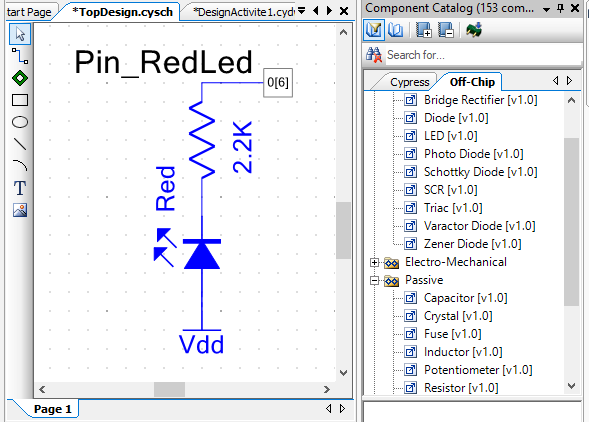 tart Page
*TopDesign.cysch
*DesignActivite1.cyd
Pin_RedLed
0[6]
2.2K
Red
Vdd
Page 1
Component Catalog (153 com...
Search for...
Cypress
Off-Chip
Bridge Rectifier [v1.0]
Diode [v1.0]
LED [v1.0]
Photo Diode [v1.0]
Schottky Diode [v1.0]
SCR [v1.0]
Triac [v1.0]
Varactor Diode [v1.0]
Zener Diode [v1.0]
Electro-Mechanical
Passive
Capacitor [v1.0]
Crystal [v1.0]
Fuse [v1.0]
Inductor [v1.0]
Potentiometer [v1.0]
Resistor [v1.0]